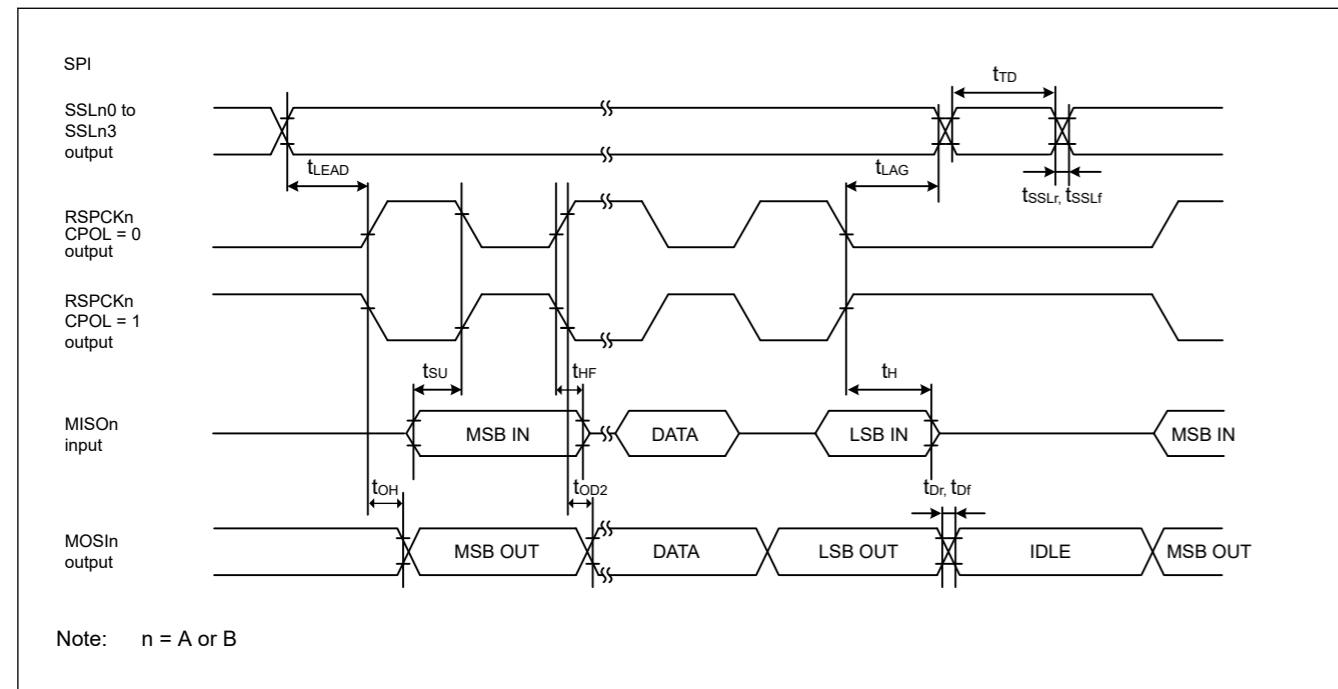 SPI
tTD
SSLn0 to
SSLn3
output
tLEAD
tLAG
tSSLr, tSSLf
RSPCKn
CPOL = 0
output
RSPCKn
CPOL = 1
output
tSU
tHF
tH
MISOn
input
MSB IN
DATA
LSB IN
MSB IN
tOH
tOD2
tDr, tDf
MOSIn
output
MSB OUT
DATA
LSB OUT
IDLE
MSB OUT
Note: n = A or B